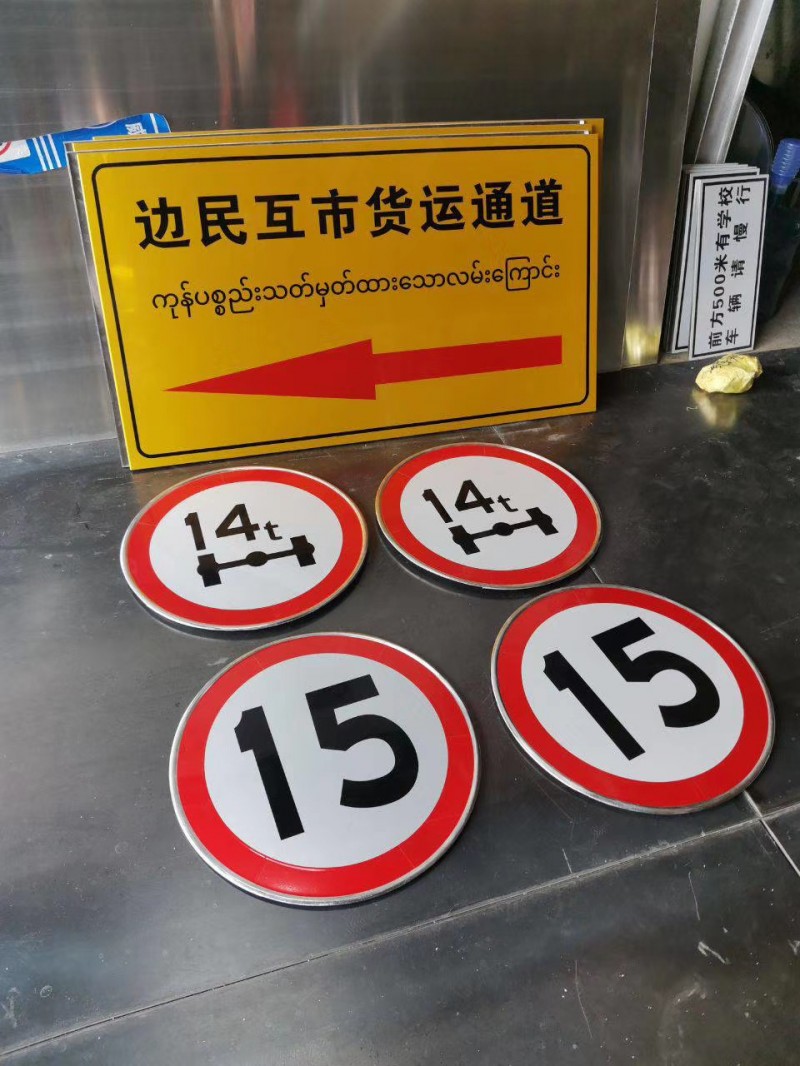 边民互市货运通道
ကုန်ပစ္စည်းသတ်မှတ်ထားသောလမ်းကြောင်း
前方500米有学校
车辆请慢行
14t
14t
15
15